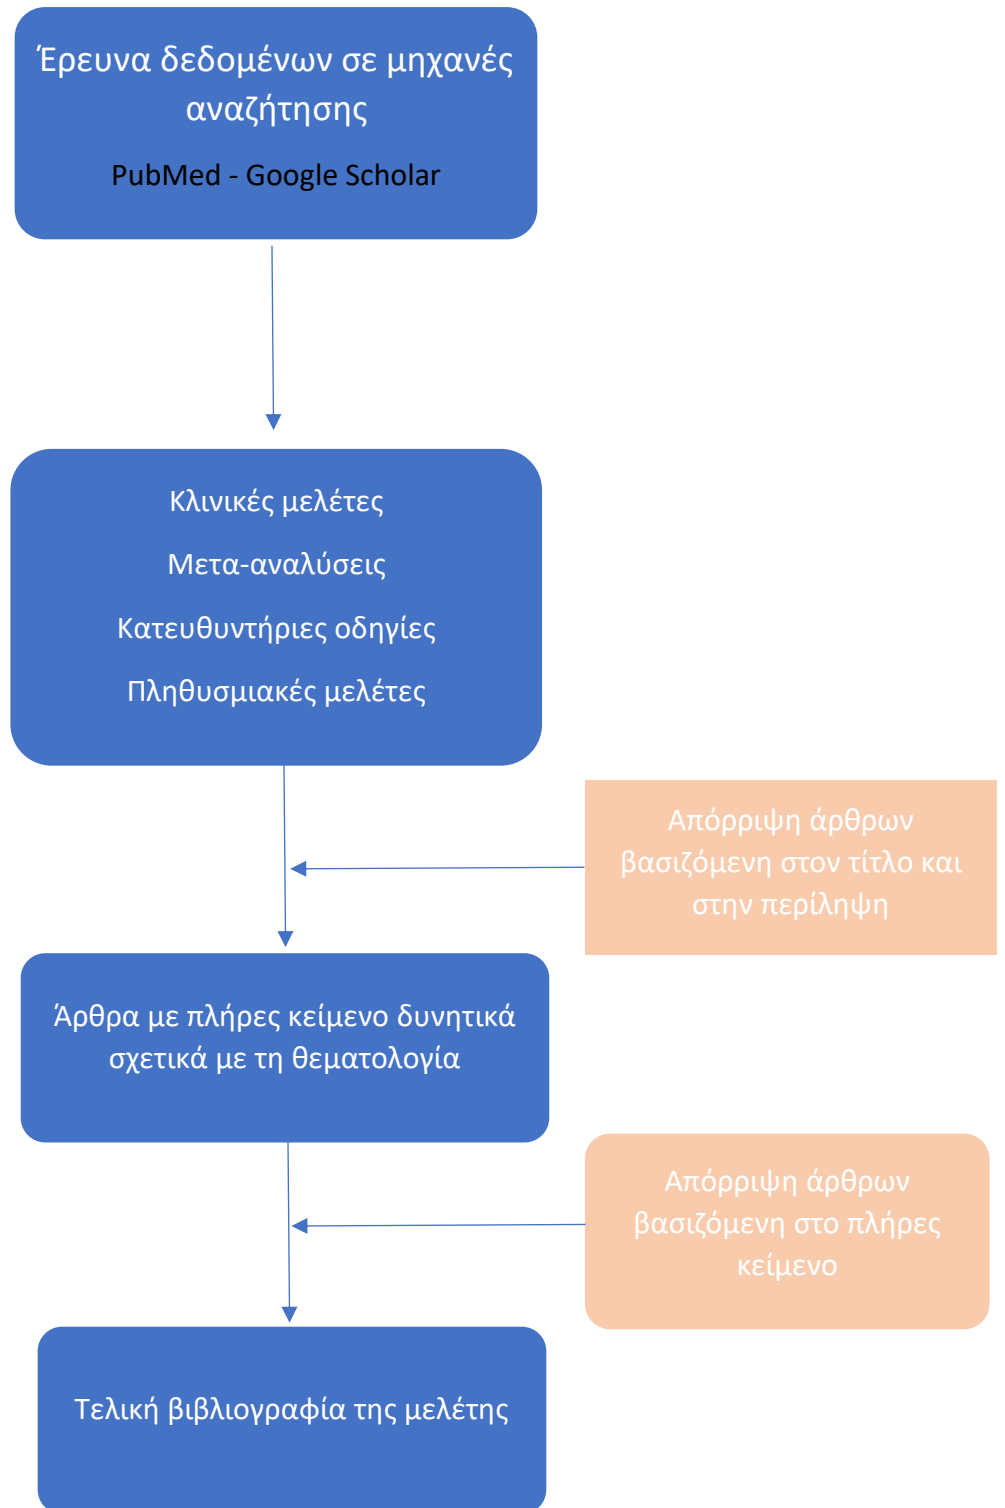 Έρευνα δεδομένων σε μηχανές
αναζήτησης
PubMed - Google Scholar
Κλινικές μελέτες
Μετα-αναλύσεις
Κατευθυντήριες οδηγίες
Πληθυσμιακές μελέτες
Απόρριψη άρθρων
βασιζόμενη στον τίτλο και
στην περίληψη
Άρθρα με πλήρες κείμενο δυνητικά
σχετικά με τη θεματολογία
Απόρριψη άρθρων
βασιζόμενη στο πλήρες
κείμενο
Τελική βιβλιογραφία της μελέτης